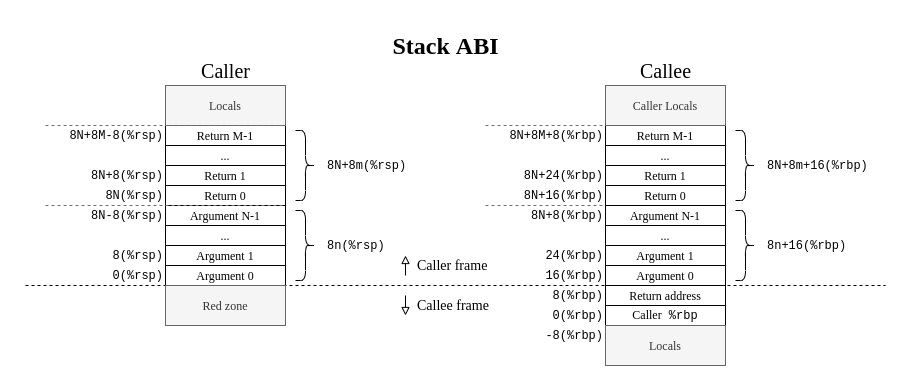 Stack ABI
Caller
Locals
8N+8M-8(%rsp) Return M-1
...
8N+8m(%rsp)
8N+8(%rsp) Return 1
8N(%rsp) Return 0
8N-8(%rsp) Argument N-1
...
8n(%rsp)
8(%rsp) Argument 1
0(%rsp) Argument 0
Red zone
Caller frame
Callee frame
Callee
Caller Locals
8N+8M+8(%rbp) Return M-1
...
8N+8m+16(%rbp)
8N+24(%rbp) Return 1
8N+16(%rbp) Return 0
8N+8(%rbp) Argument N-1
...
8n+16(%rbp)
24(%rbp) Argument 1
16(%rbp) Argument 0
8(%rbp) Return address
0(%rbp) Caller %rbp
-8(%rbp)
Locals